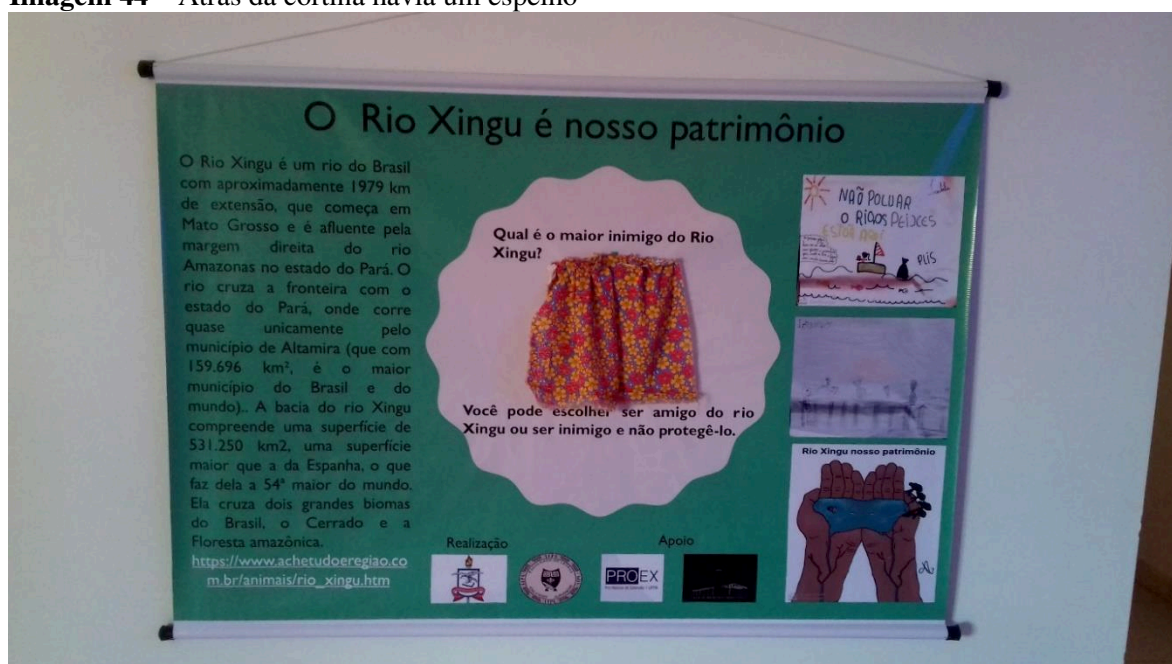 Imagem 44 – Atrás da cortina havia um espelho
O Rio Xingu é nosso patrimônio
O Rio Xingu é um rio do Brasil
com aproximadamente 1979 km
de extensão, que começa em
Mato Grosso e é afluente pela
margem direita do rio
Amazonas no estado do Pará. O
rio cruza a fronteira com o
estado do Pará, onde corre
quase unicamente pelo
município de Altamira (que com
159.696 km², é o maior
município do Brasil e do
mundo).. A bacia do rio Xingu
compreende uma superfície de
531.250 km2, uma superfície
maior que a da Espanha, o que
faz dela a 54ª maior do mundo.
Ela cruza dois grandes biomas
do Brasil, o Cerrado e a
Floresta amazônica.
https://www.achetudoeregiao.co
m.br/animais/rio_xingu.htm
Qual é o maior inimigo do Rio
Xingu?
Você pode escolher ser amigo do rio
Xingu ou ser inimigo e não protegê-lo.
NÃO POLUAR
O RIOOS PEIXES
PLIS
Rio Xingu nosso patrimônio
Realização
Apoio
PROEX